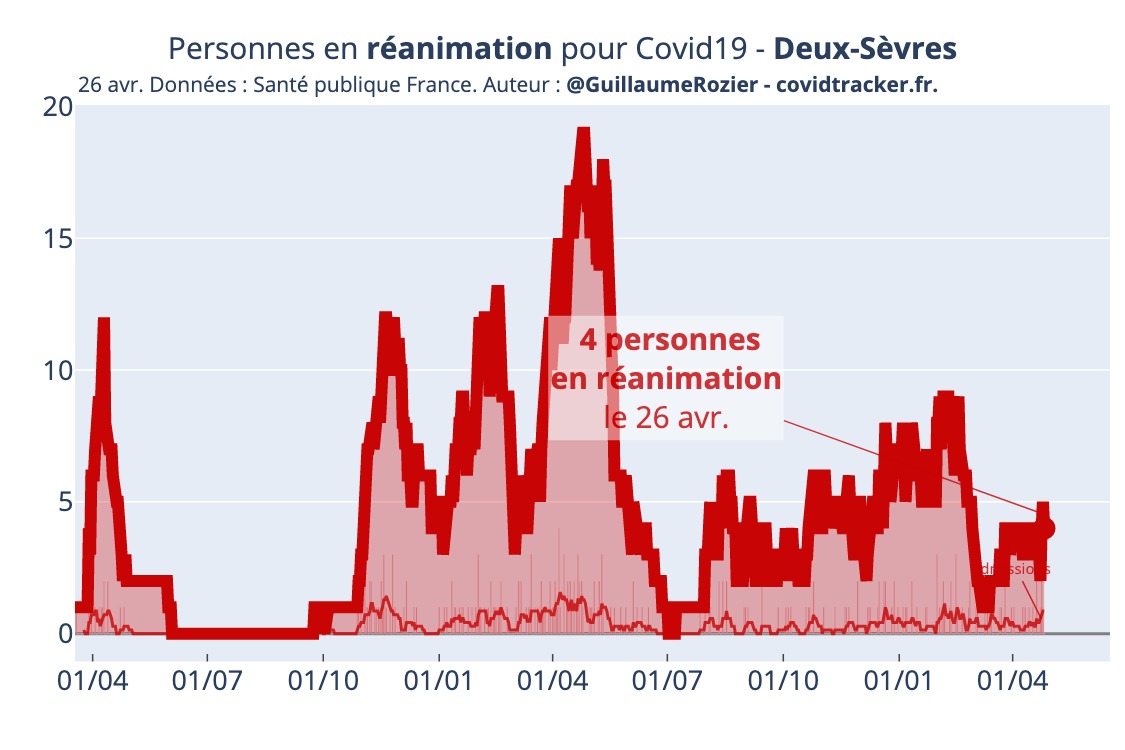 Personnes en réanimation pour Covid19 - Deux-Sèvres
26 avr. Données : Santé publique France. Auteur : @GuillaumeRozier - covidtracker.fr.
20
15
10
5
0
4 personnes
en réanimation
le 26 avr.
01/04 01/07 01/10 01/01 01/04 01/07 01/10 01/01 01/04